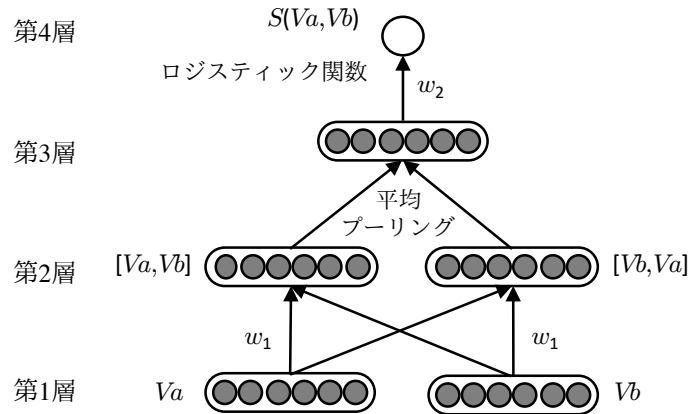 第4層
S(Va,Vb)
ロジスティック関数
w2
第3層
平均
プーリング
第2層
[Va,Vb]
[Vb,Va]
w1
w1
第1層
Va
Vb